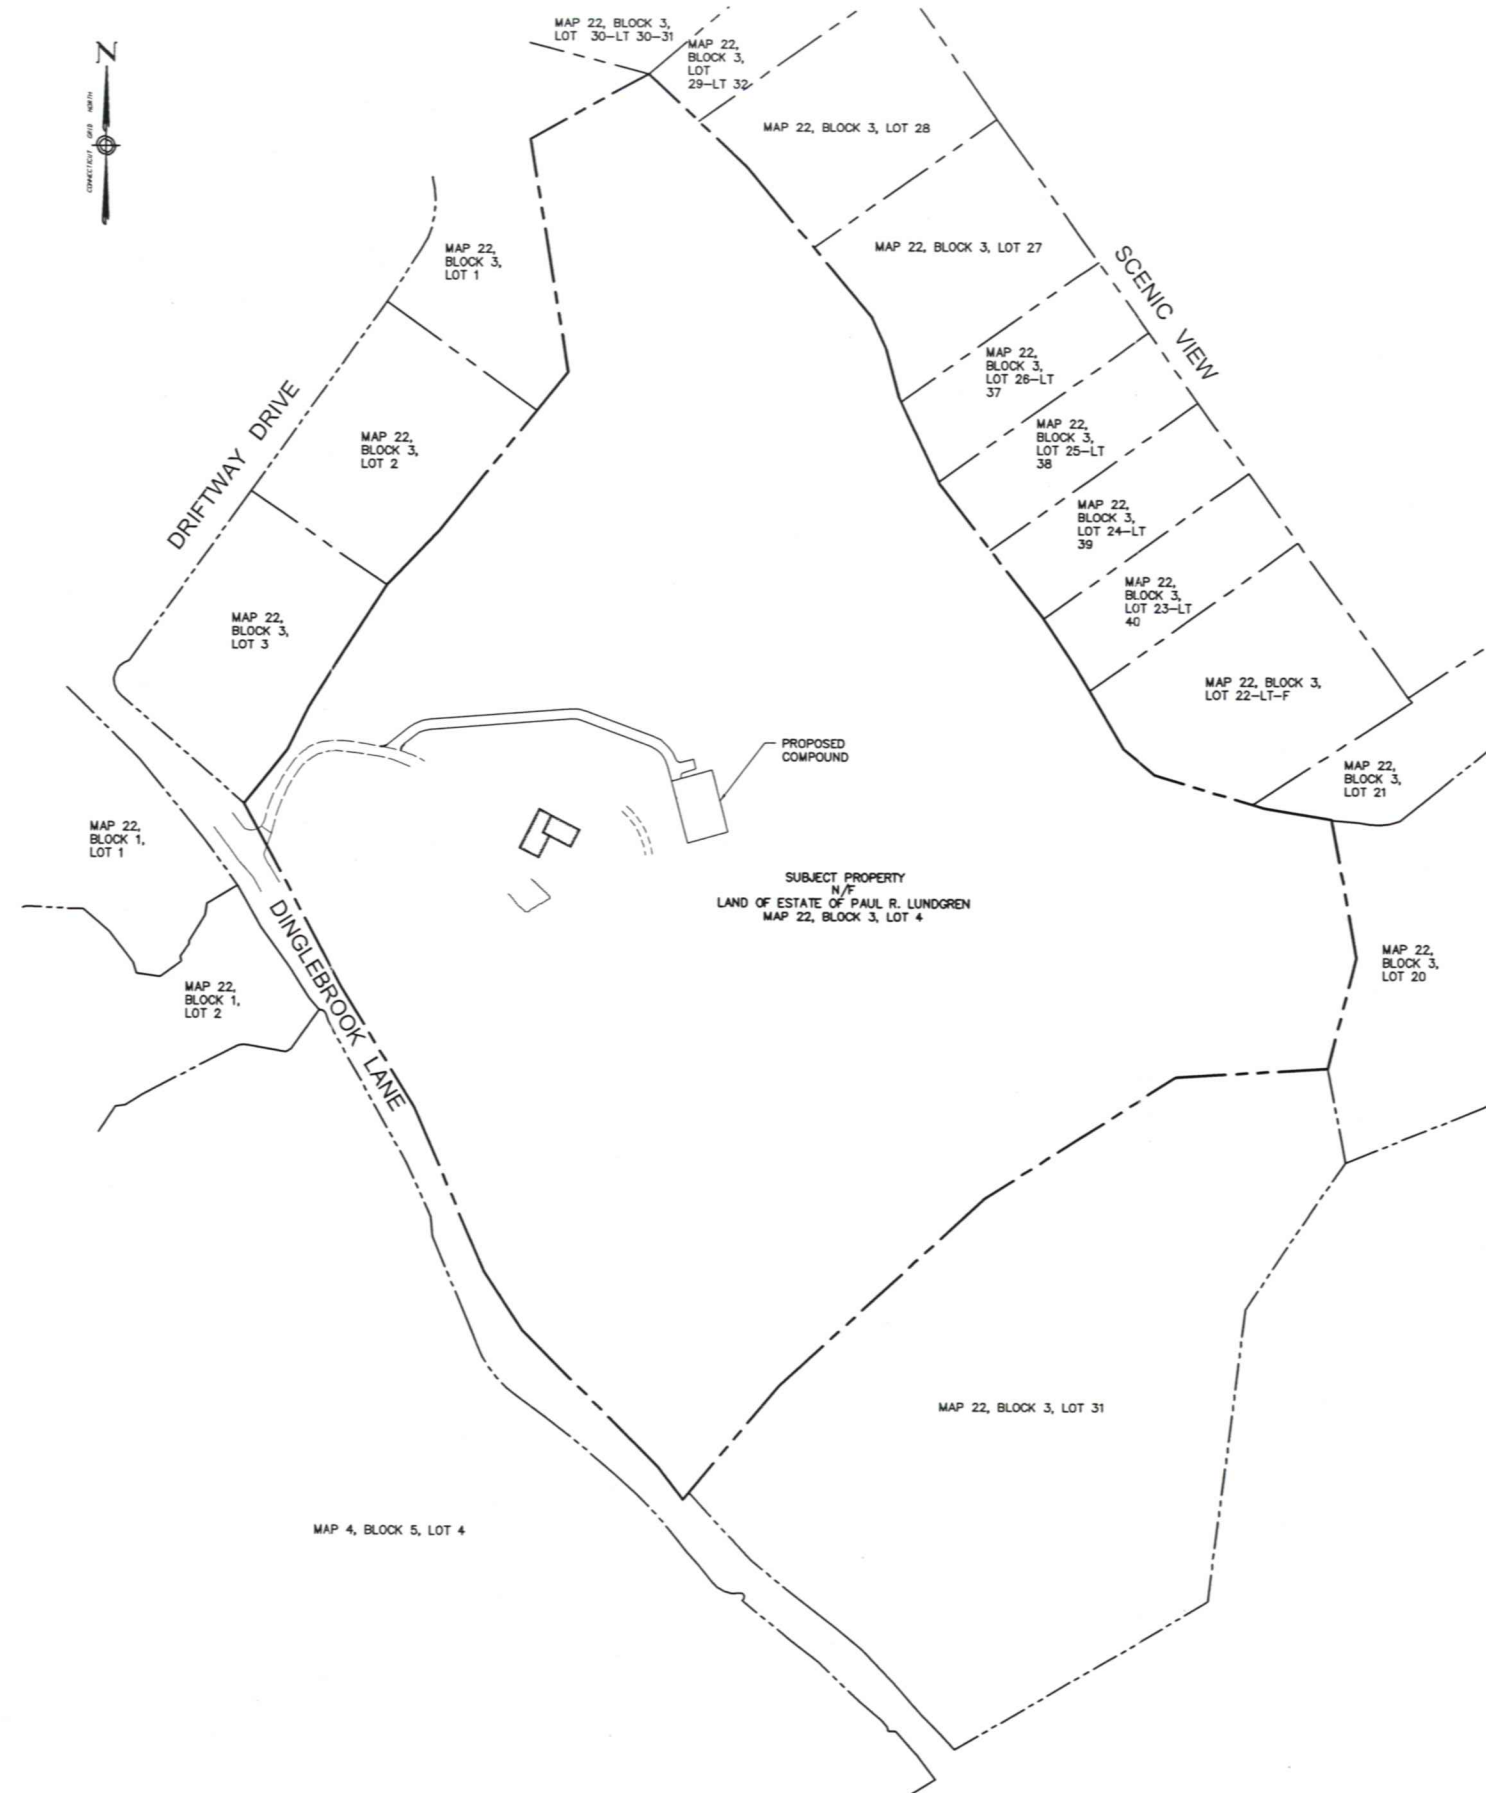 MAP 22, BLOCK 3,
LOT 30-LT 30-31
MAP 22,
BLOCK 3,
LOT
29-LT 32
N
CONNECTICUT GRID NORTH
MAP 22, BLOCK 3, LOT 28
MAP 22, BLOCK 3, LOT 27
MAP 22,
BLOCK 3,
LOT 1
SCENIC VIEW
MAP 22,
BLOCK 3,
LOT 26-LT
37
DRIFTWAY DRIVE
MAP 22,
BLOCK 3,
LOT 2
MAP 22,
BLOCK 3,
LOT 25-LT
38
MAP 22,
BLOCK 3,
LOT 24-LT
39
MAP 22,
BLOCK 3,
LOT 23-LT
40
MAP 22,
BLOCK 3,
LOT 3
MAP 22, BLOCK 3,
LOT 22-LT-F
PROPOSED
COMPOUND
MAP 22,
BLOCK 3,
LOT 21
MAP 22,
BLOCK 1,
LOT 1
SUBJECT PROPERTY
N/F
LAND OF ESTATE OF PAUL R. LUNDGREN
MAP 22, BLOCK 3, LOT 4
DINGLEBROOK LANE
MAP 22,
BLOCK 3,
LOT 20
MAP 22,
BLOCK 1,
LOT 2
MAP 22, BLOCK 3, LOT 31
MAP 4, BLOCK 5, LOT 4